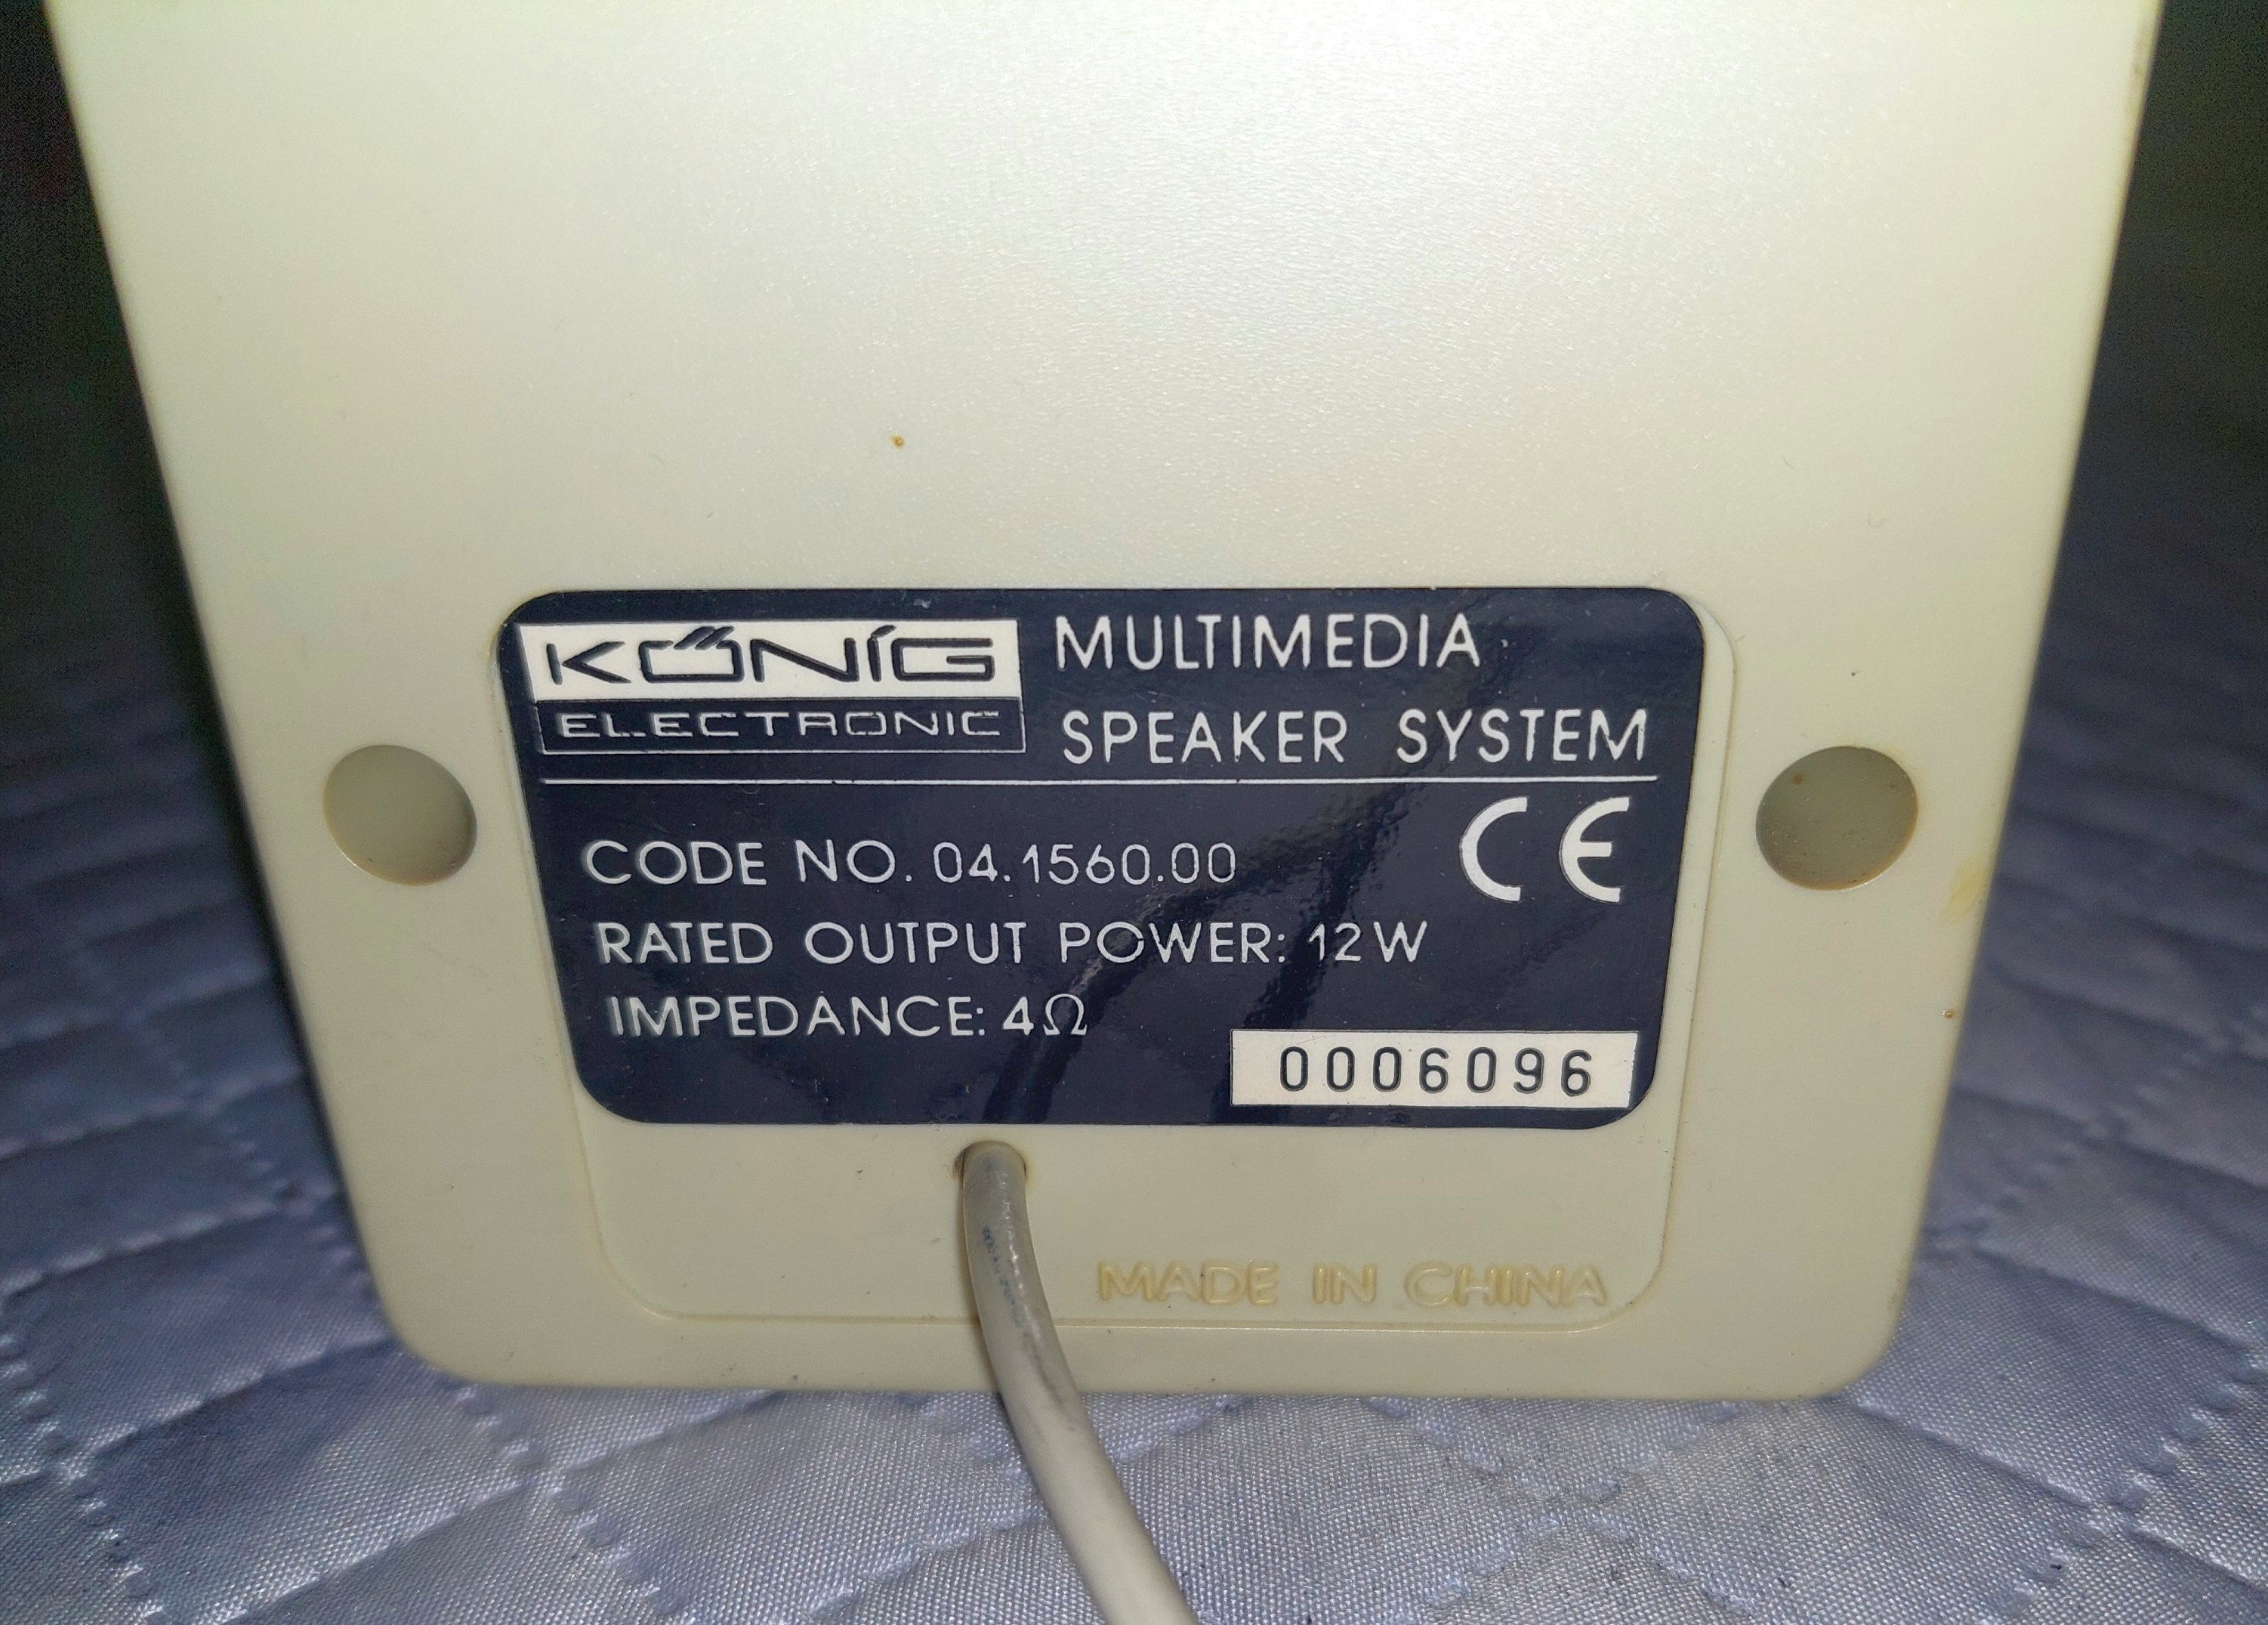 KÖNÍG
ELECTRONIC
MULTIMEDIA
SPEAKER SYSTEM
CE
CODE NO. 04.1560.00
RATED OUTPUT POWER: 12W
IMPEDANCE: 4Ω
0006096
MADE IN CHINA